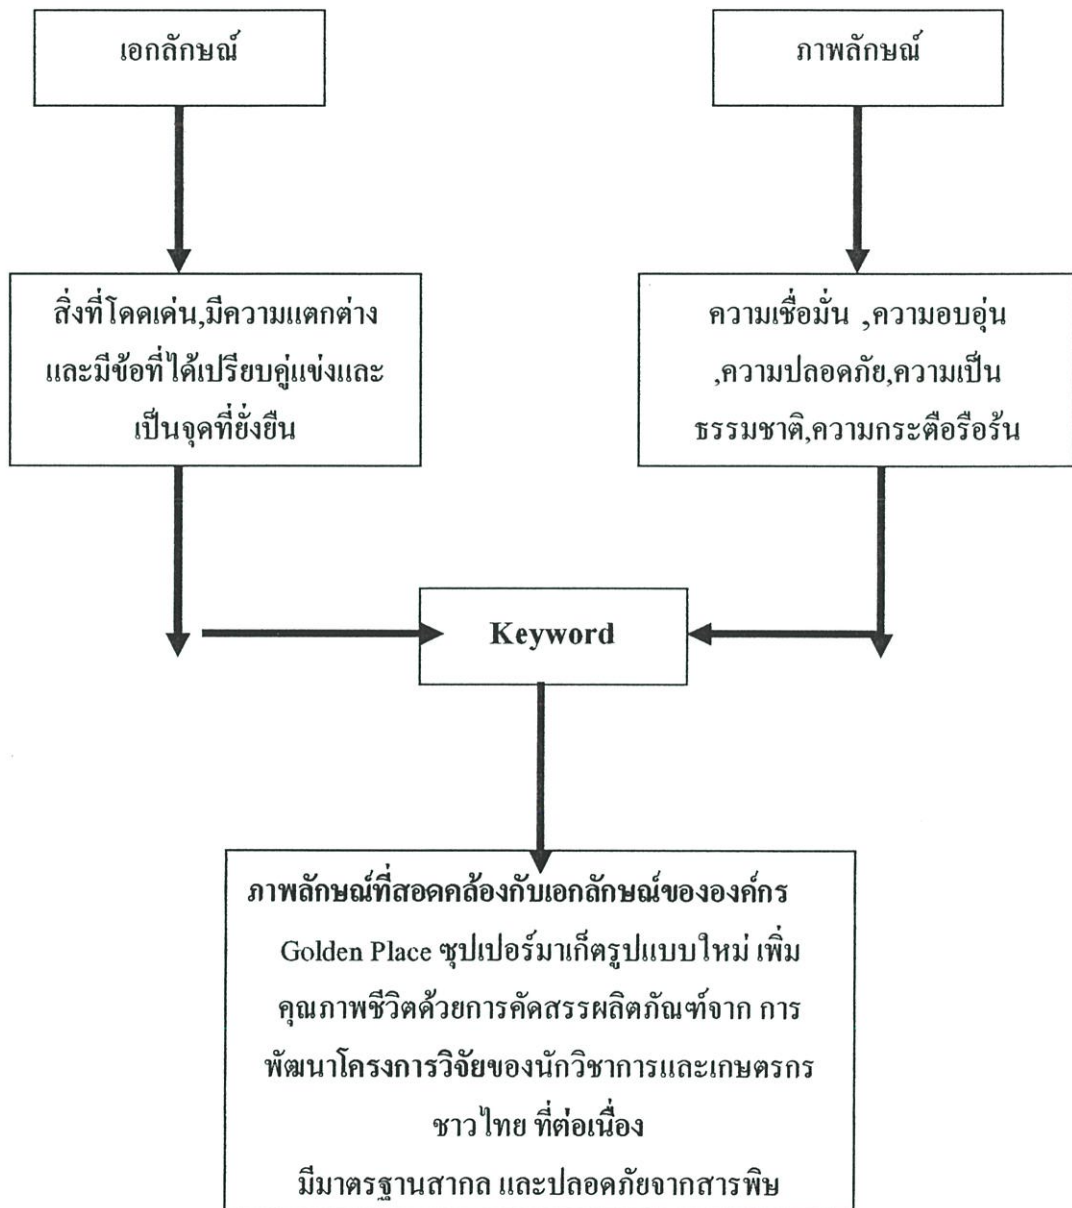 เอกลักษณ์
ภาพลักษณ์
สิ่งที่โดดเด่น,มีความแตกต่าง
และมีข้อที่ได้เปรียบคู่แข่งและ
เป็นจุดที่ยั่งยืน
ความเชื่อมั่น ,ความอบอุ่น
,ความปลอดภัย,ความเป็น
ธรรมชาติ,ความกระตือรือร้น
Keyword
ภาพลักษณ์ที่สอดคล้องกับเอกลักษณ์ขององค์กร
Golden Place ซุปเปอร์มาเก็ตรูปแบบใหม่ เพิ่ม
คุณภาพชีวิตด้วยการคัดสรรผลิตภัณฑ์จาก การ
พัฒนาโครงการวิจัยของนักวิชาการและเกษตรกร
ชาวไทย ที่ต่อเนื่อง
มีมาตรฐานสากล และปลอดภัยจากสารพิษ